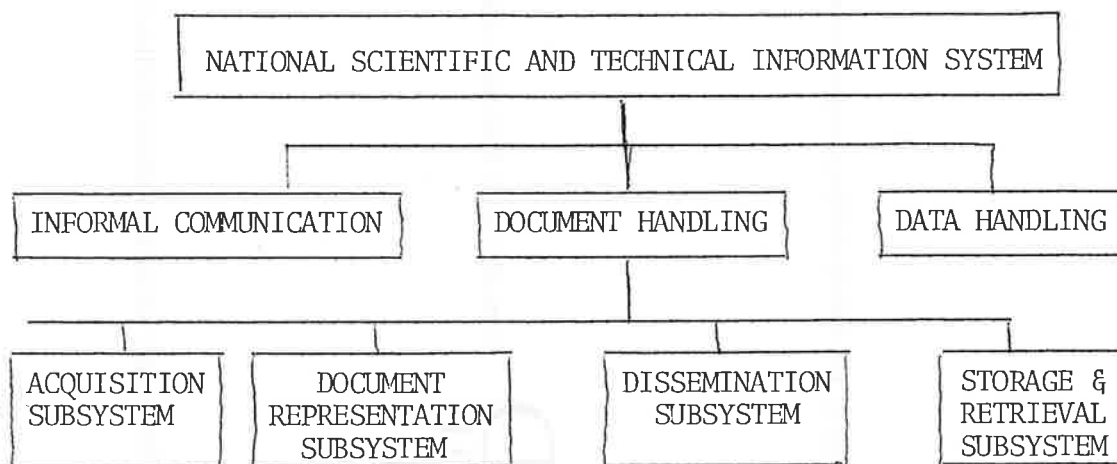 NATIONAL SCIENTIFIC AND TECHNICAL INFORMATION SYSTEM
INFORMAL COMMUNICATION
DOCUMENT HANDLING
DATA HANDLING
ACQUISITION
SUBSYSTEM
DOCUMENT
REPRESENTATION
SUBSYSTEM
DISSEMINATION
SUBSYSTEM
STORAGE &
RETRIEVAL
SUBSYSTEM